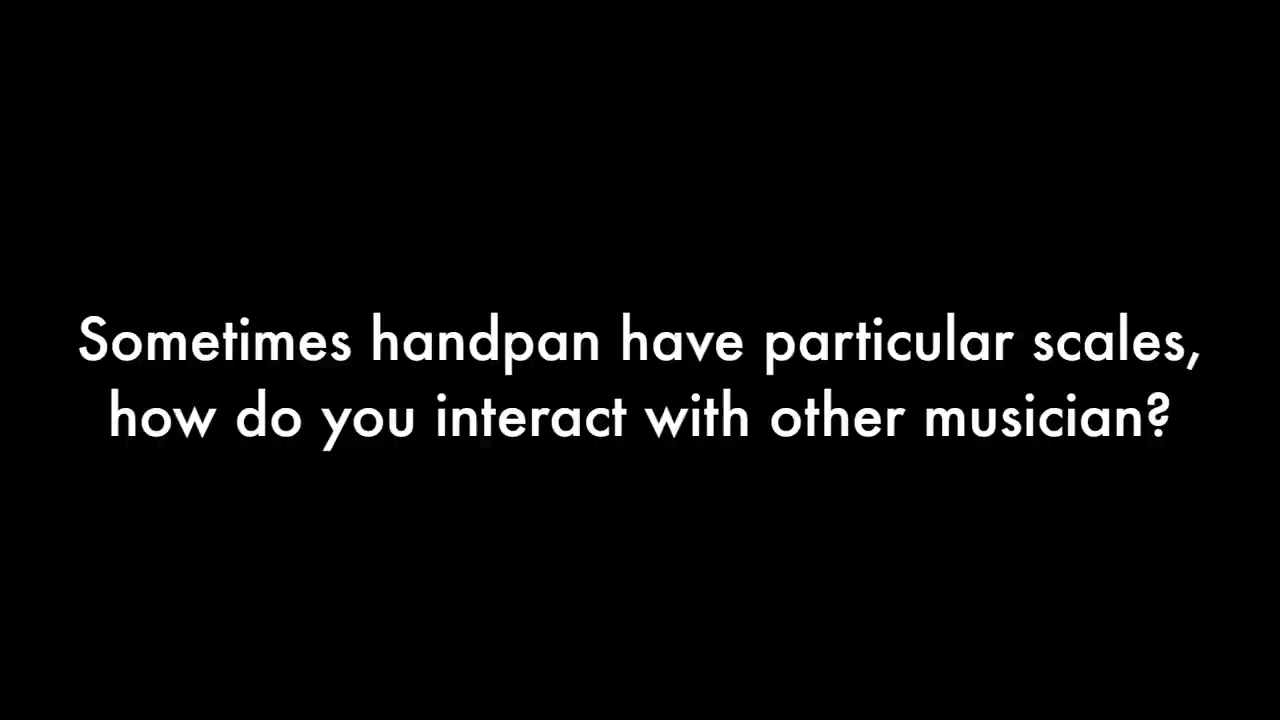 Sometimes handpan have particular scales,
how do you interact with other musician?